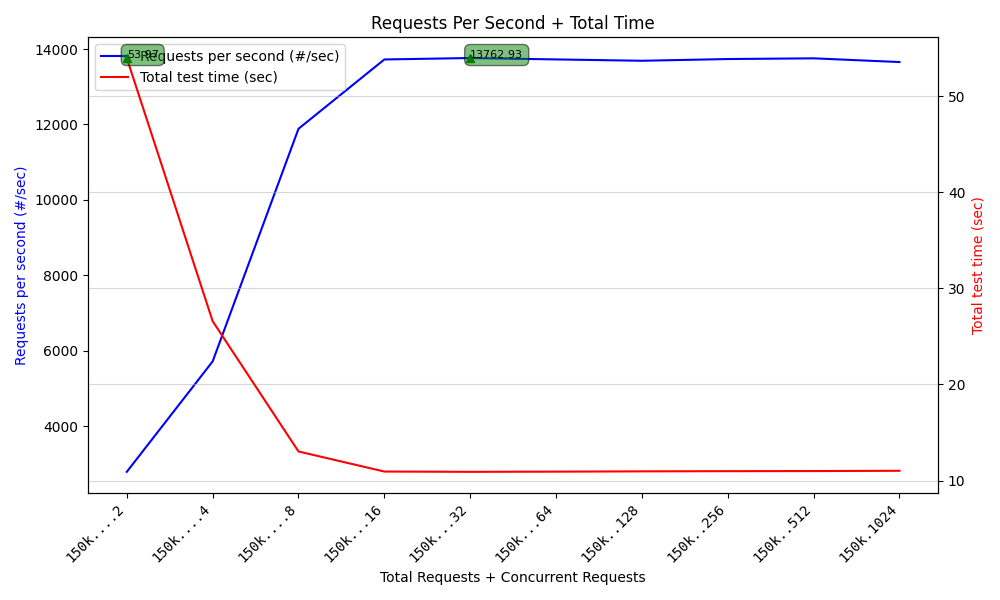 Requests Per Second + Total Time
53.97
Requests per second (#/sec)
Total test time (sec)
13762.93
14000
12000
10000
8000
6000
4000
Requests per second (#/sec)
50
40
30
20
10
Total test time (sec)
150k....2
150k....4
150k....8
150k...16
150k...32
150k...64
150k..128
150k..256
150k..512
150k.1024
Total Requests + Concurrent Requests